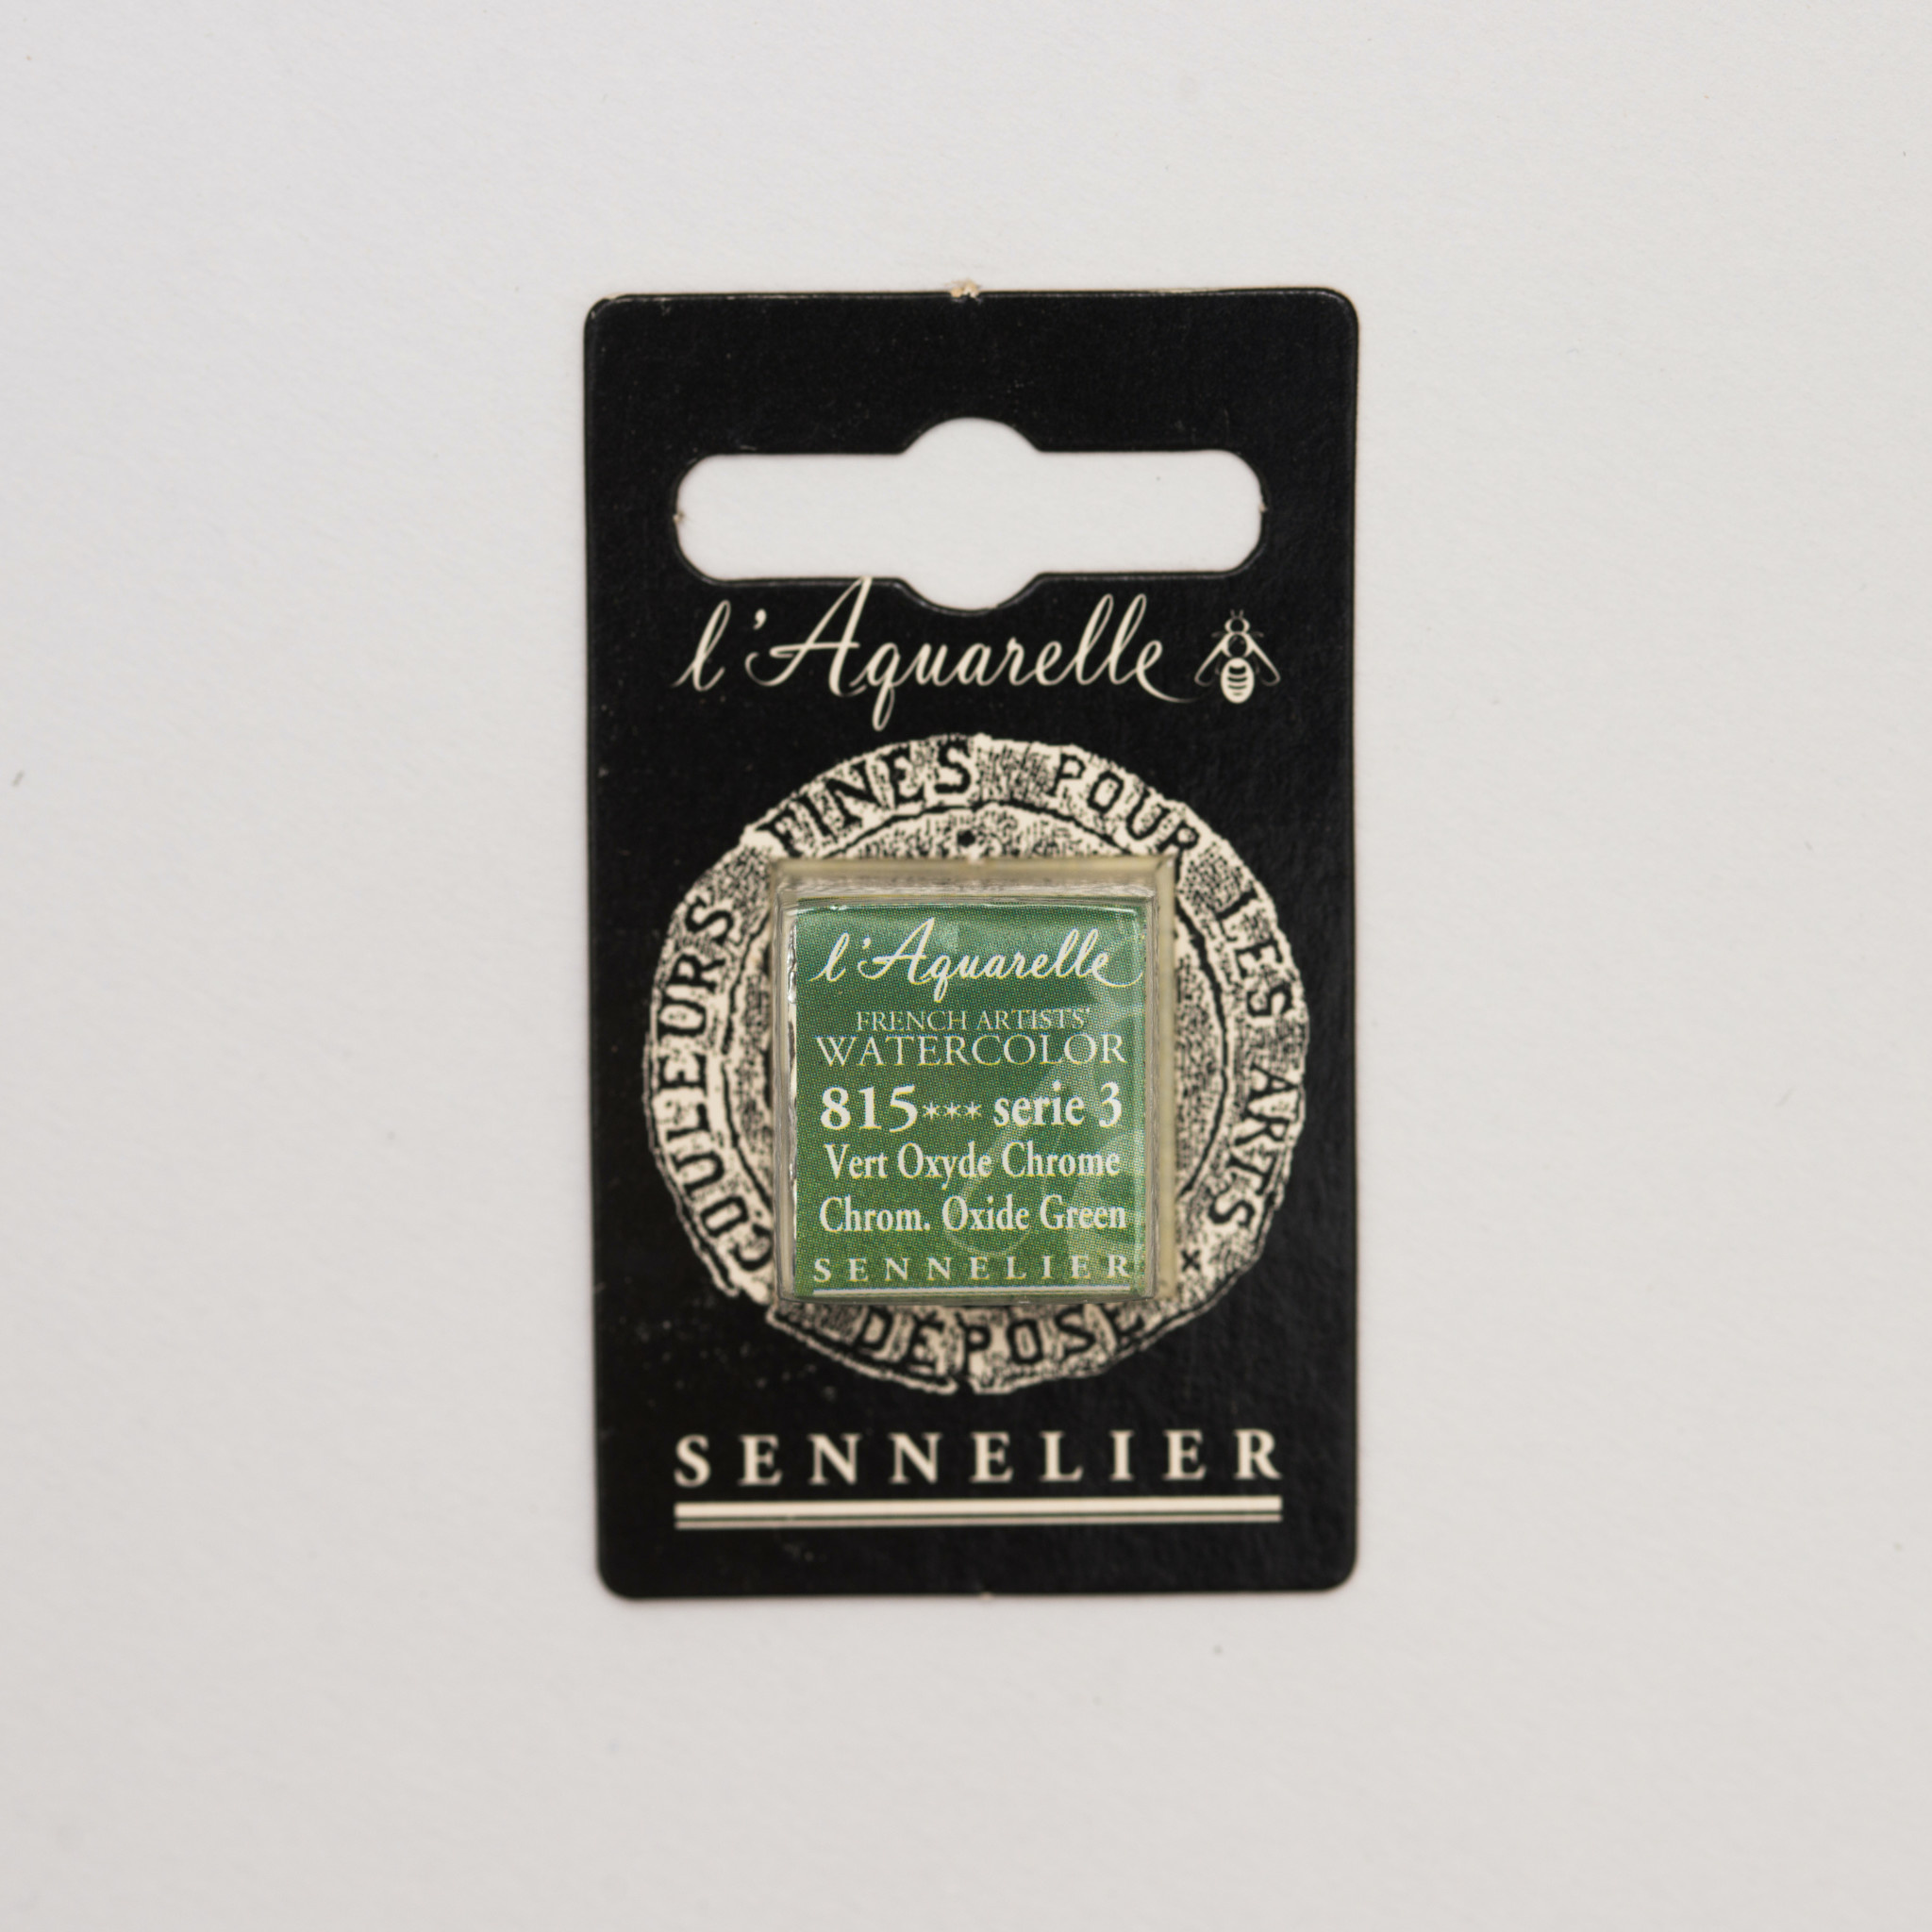 l'Aquarelle
COULEURS FINES POUR LES ARTS
DÉPOSÉ
l'Aquarelle
FRENCH ARTISTS'
WATERCOLOR
815*** serie 3
Vert Oxyde Chrome
Chrom. Oxide Green
SENNELIER
SENNELIER